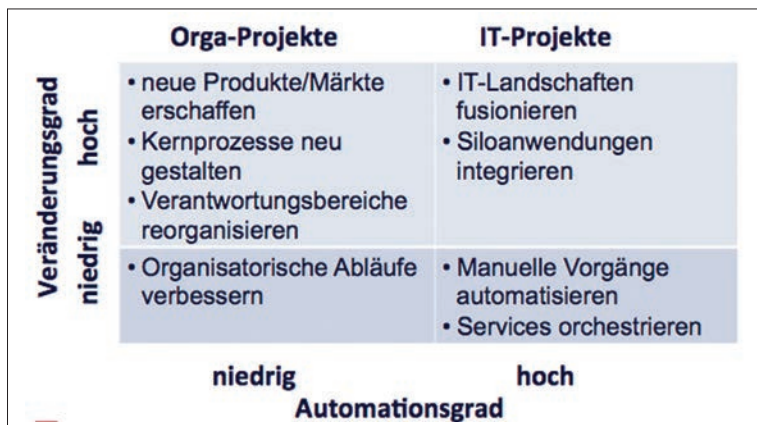 Orga-Projekte IT-Projekte
Veränderungsgrad
hoch
niedrig
• neue Produkte/Märkte
erschaffen
• Kernprozesse neu
gestalten
• Verantwortungsbereiche
reorganisieren
• IT-Landschaften
fusionieren
• Siloanwendungen
integrieren
• Organisatorische Abläufe
verbessern
• Manuelle Vorgänge
automatisieren
• Services orchestrieren
niedrig hoch
Automationsgrad